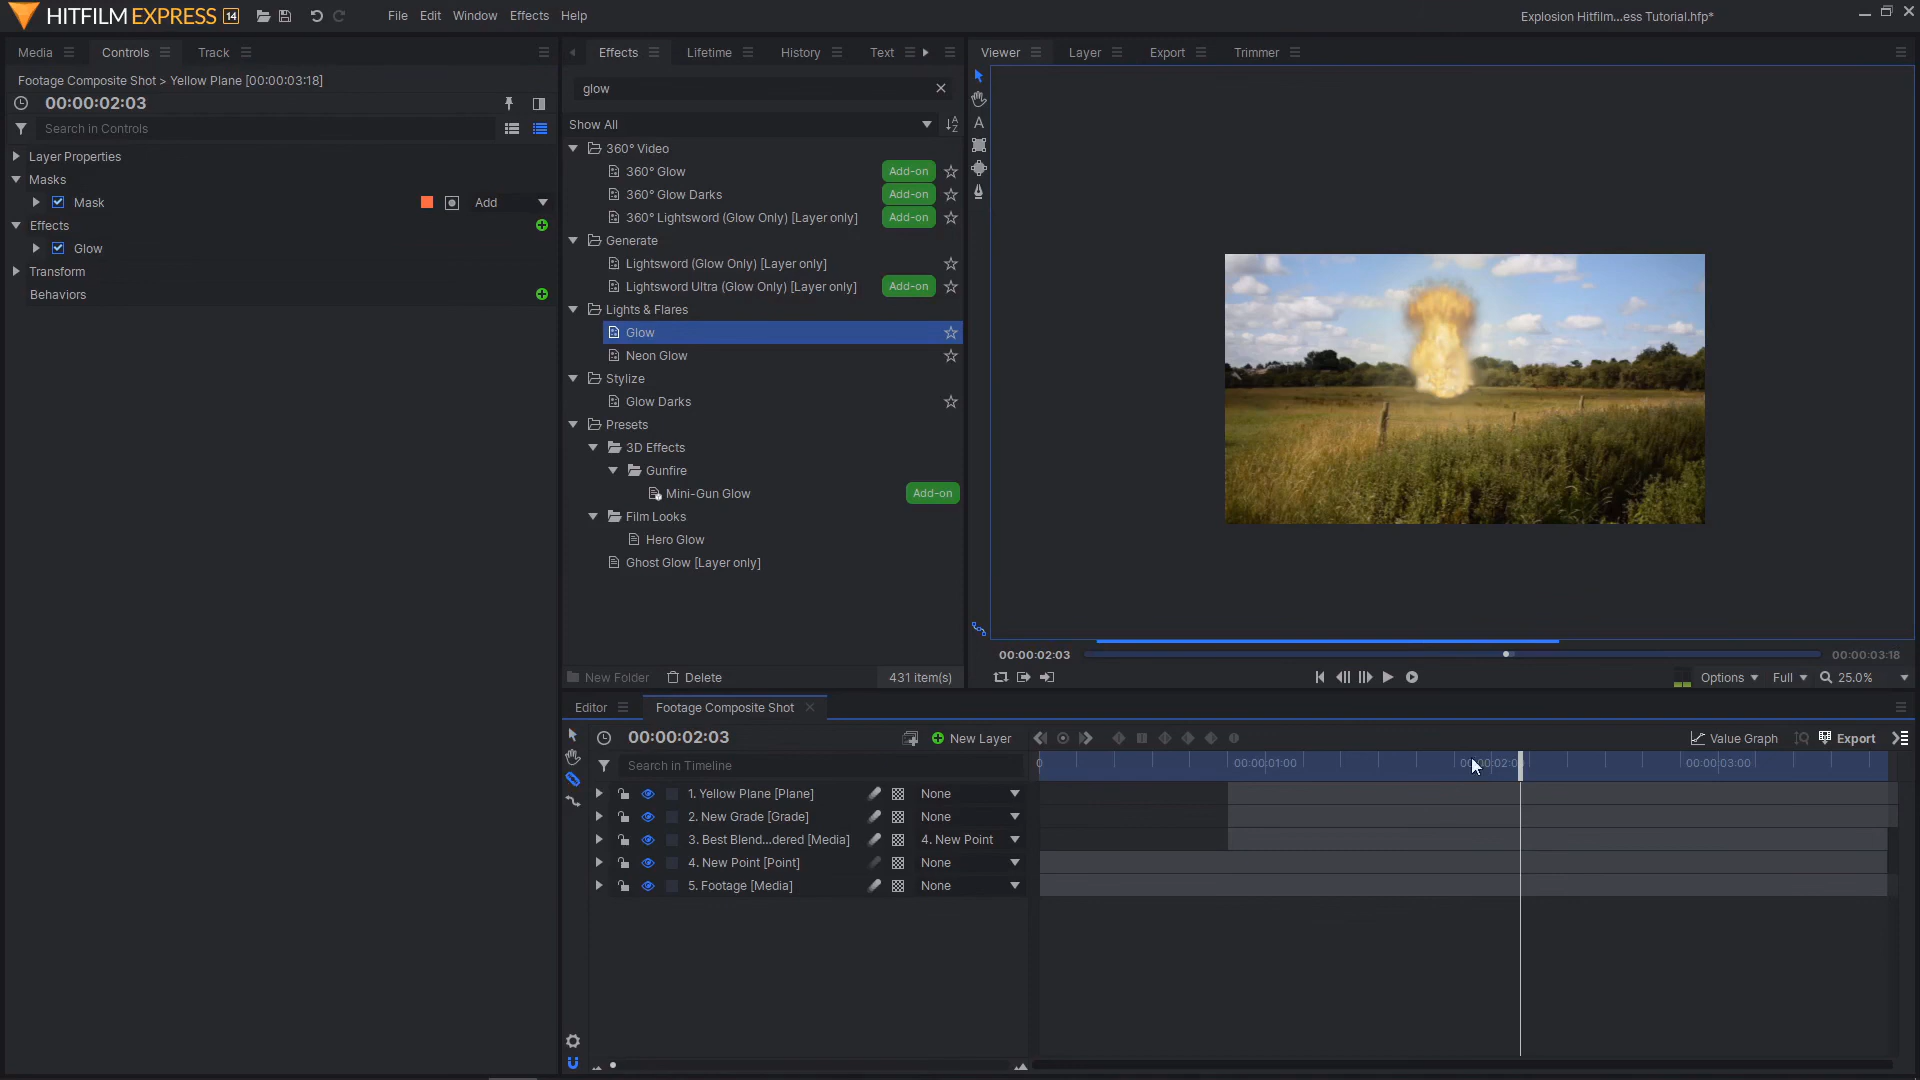 HITFILM EXPRESS 14
File Edit Window Effects Help
Explosion Hitfilm...ess Tutorial.hfp*
Media Controls Track
Footage Composite Shot > Yellow Plane [00:00:03:18]
00:00:02:03
Search in Controls
Layer Properties
Masks
Mask Add
Effects
Glow
Transform
Behaviors
Effects Lifetime History Text
glow
Show All
360° Video
360° Glow Add-on
360° Glow Darks Add-on
360° Lightsword (Glow Only) [Layer only] Add-on
Generate
Lightsword (Glow Only) [Layer only]
Lightsword Ultra (Glow Only) [Layer only] Add-on
Lights & Flares
Glow
Neon Glow
Stylize
Glow Darks
Presets
3D Effects
Gunfire
Mini-Gun Glow Add-on
Film Looks
Hero Glow
Ghost Glow [Layer only]
New Folder Delete 431 item(s)
Viewer Layer Export Trimmer
A
00:00:02:03 00:00:03:18
Options Full 25.0%
Editor Footage Composite Shot
00:00:02:03 New Layer Value Graph Export
Search in Timeline
0 00:00:01:00 00:00:03:00
1. Yellow Plane [Plane] None
2. New Grade [Grade] None
3. Best Blend...dered [Media] 4. New Point
4. New Point [Point] None
5. Footage [Media] None